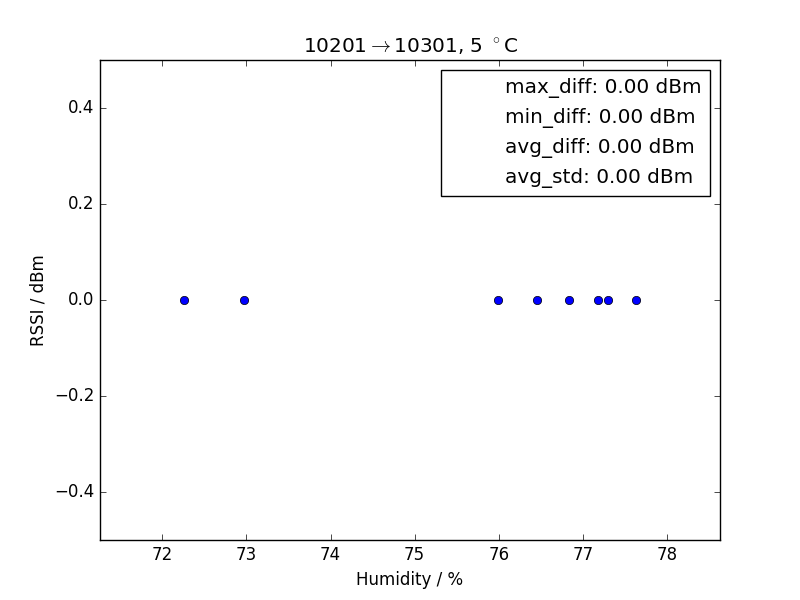 10201→10301, 5 °C
max_diff: 0.00 dBm
min_diff: 0.00 dBm
avg_diff: 0.00 dBm
avg_std: 0.00 dBm
RSSI / dBm
0.4
0.2
0.0
−0.2
−0.4
72 73 74 75 76 77 78
Humidity / %